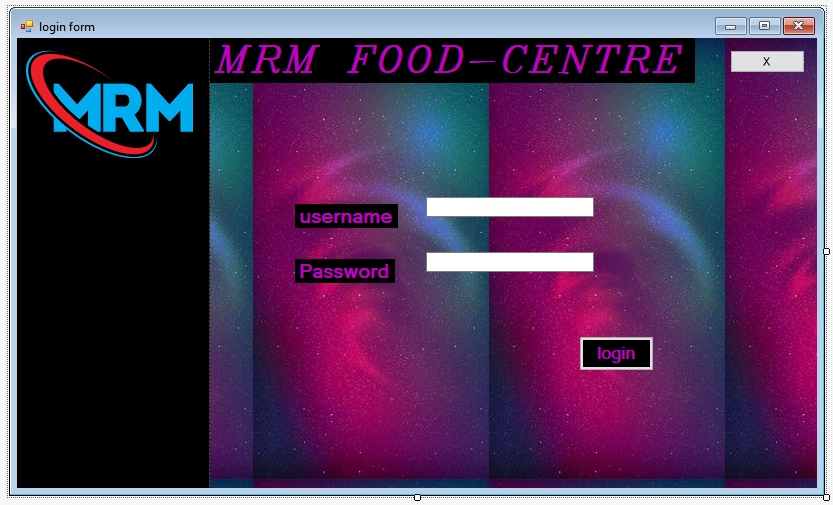 login form
MRM FOOD-CENTRE
X
MRM
username
Password
login